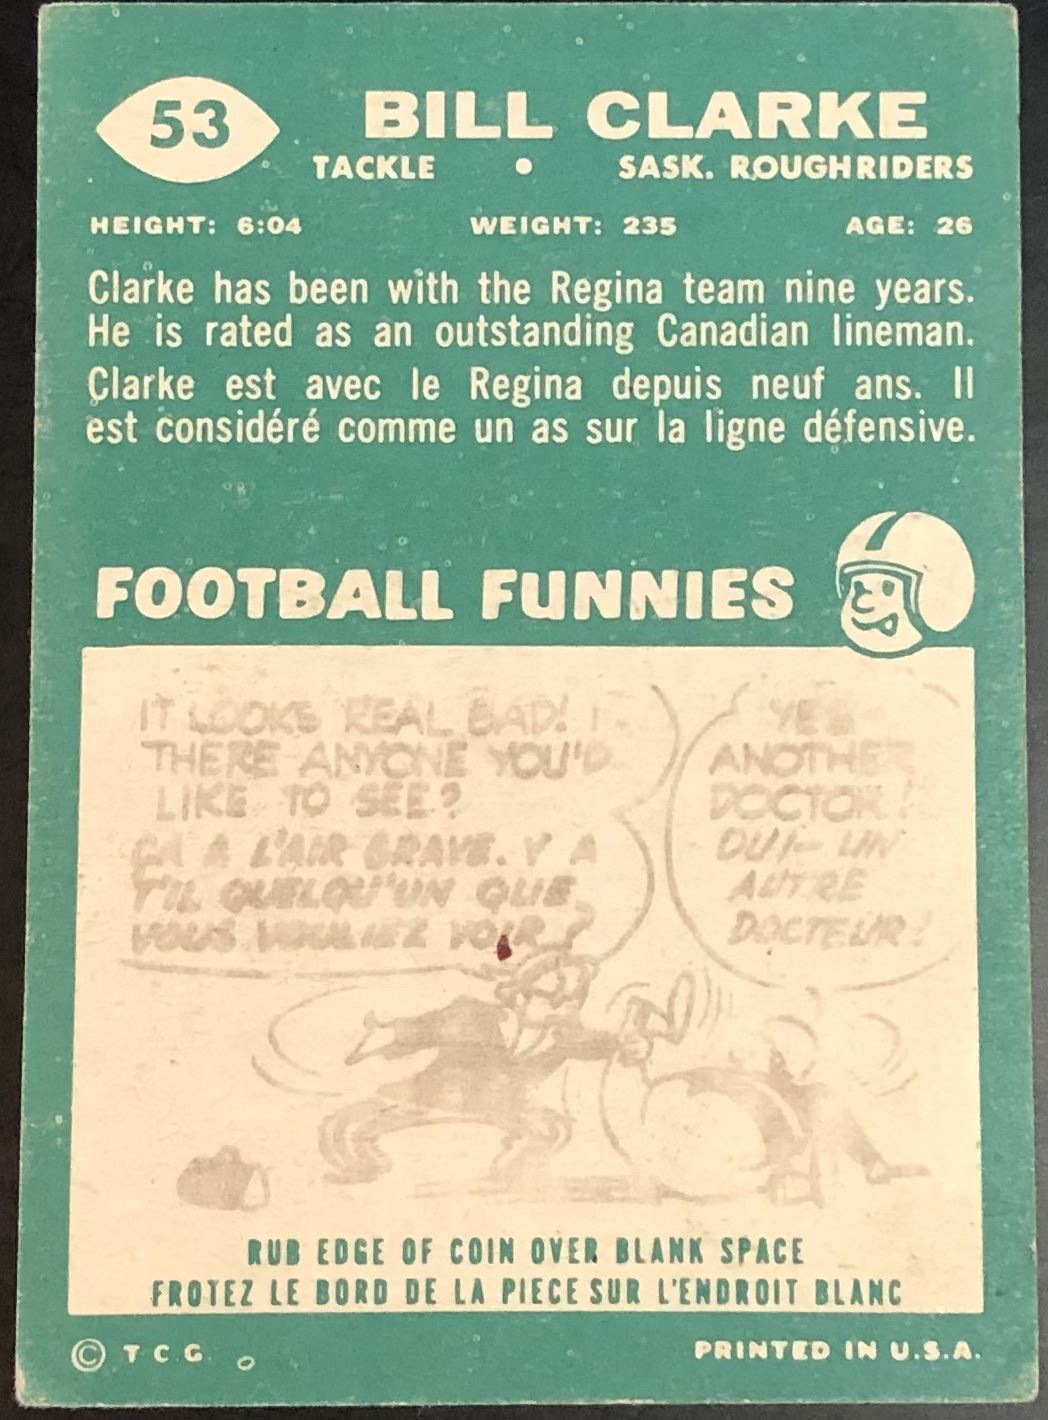 53
BILL CLARKE
TACKLE • SASK. ROUGHRIDERS
HEIGHT: 6:04 WEIGHT: 235 AGE: 26
Clarke has been with the Regina team nine years.
He is rated as an outstanding Canadian lineman.
Clarke est avec le Regina depuis neuf ans. Il
est considéré comme un as sur la ligne défensive.
FOOTBALL FUNNIES
IT LOOKS REAL BAD! I
THERE ANYONE YOU'D
LIKE TO SEE?
ÇA A L'AIR GRAVE. Y A
T'IL QUELQU'UN QUE
VOUS VOULIEZ VOIR?
YES
ANOTHER
DOCTOR!
OUI- UN
AUTRE
DOCTEUR!
RUB EDGE OF COIN OVER BLANK SPACE
FROTEZ LE BORD DE LA PIECE SUR L'ENDROIT BLANC
© T C G
PRINTED IN U.S.A.